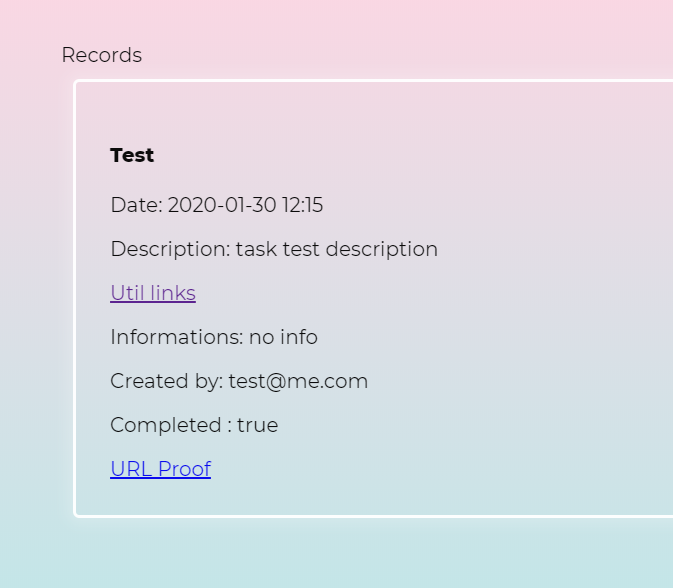 Records
Test
Date: 2020-01-30 12:15
Description: task test description
Util links
Informations: no info
Created by: test@me.com
Completed : true
URL Proof